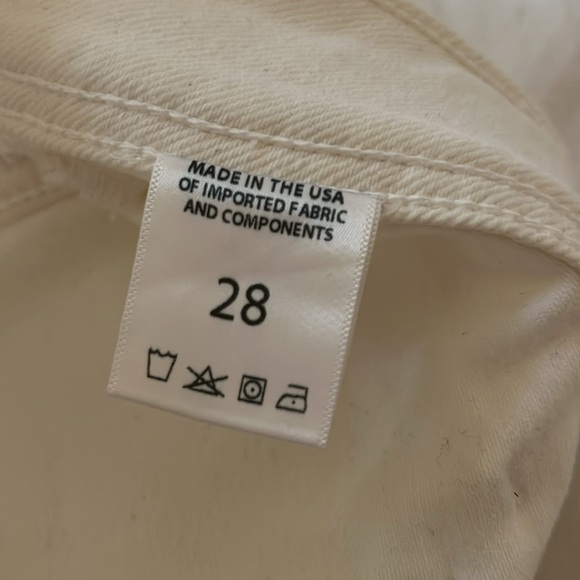 MADE IN THE USA
OF IMPORTED FABRIC
AND COMPONENTS
28